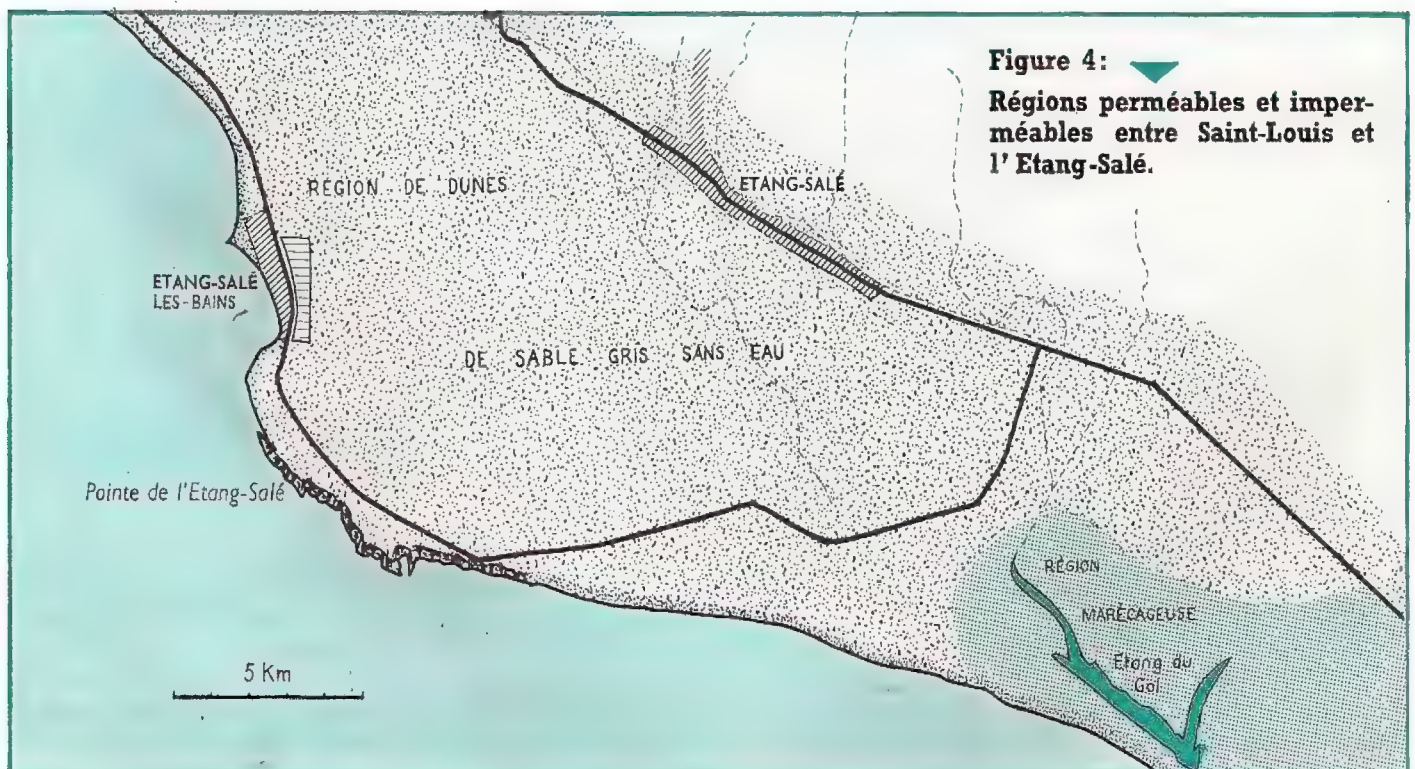 Figure 4:
Régions perméables et imper-
méables entre Saint-Louis et
l' Etang-Salé.
RÉGION DE DUNES
ETANG-SALÉ
ETANG-SALÉ
LES-BAINS
DE SABLE GRIS SANS EAU
Pointe de l'Etang-Salé
RÉGION
MARÉCAGEUSE
Etang du
Gol
5 Km